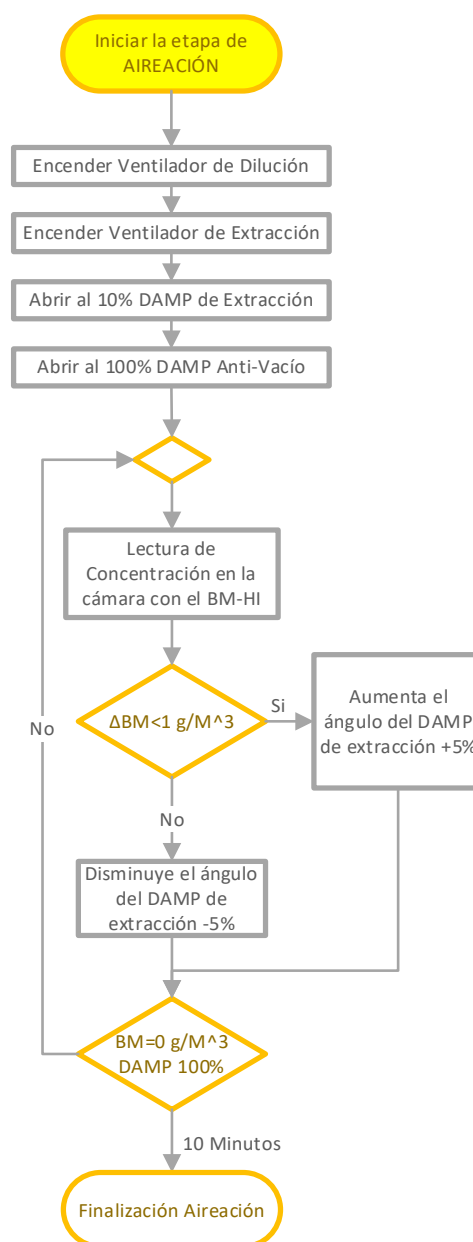 Iniciar la etapa de
AIREACIÓN
Encender Ventilador de Dilución
Encender Ventilador de Extracción
Abrir al 10% DAMP de Extracción
Abrir al 100% DAMP Anti-Vacío
Lectura de
Concentración en la
cámara con el BM-HI
ΔBM<1 g/M^3
Si
Aumenta el
ángulo del DAMP
de extracción +5%
No
No
Disminuye el ángulo
del DAMP de
extracción -5%
BM=0 g/M^3
DAMP 100%
10 Minutos
Finalización Aireación